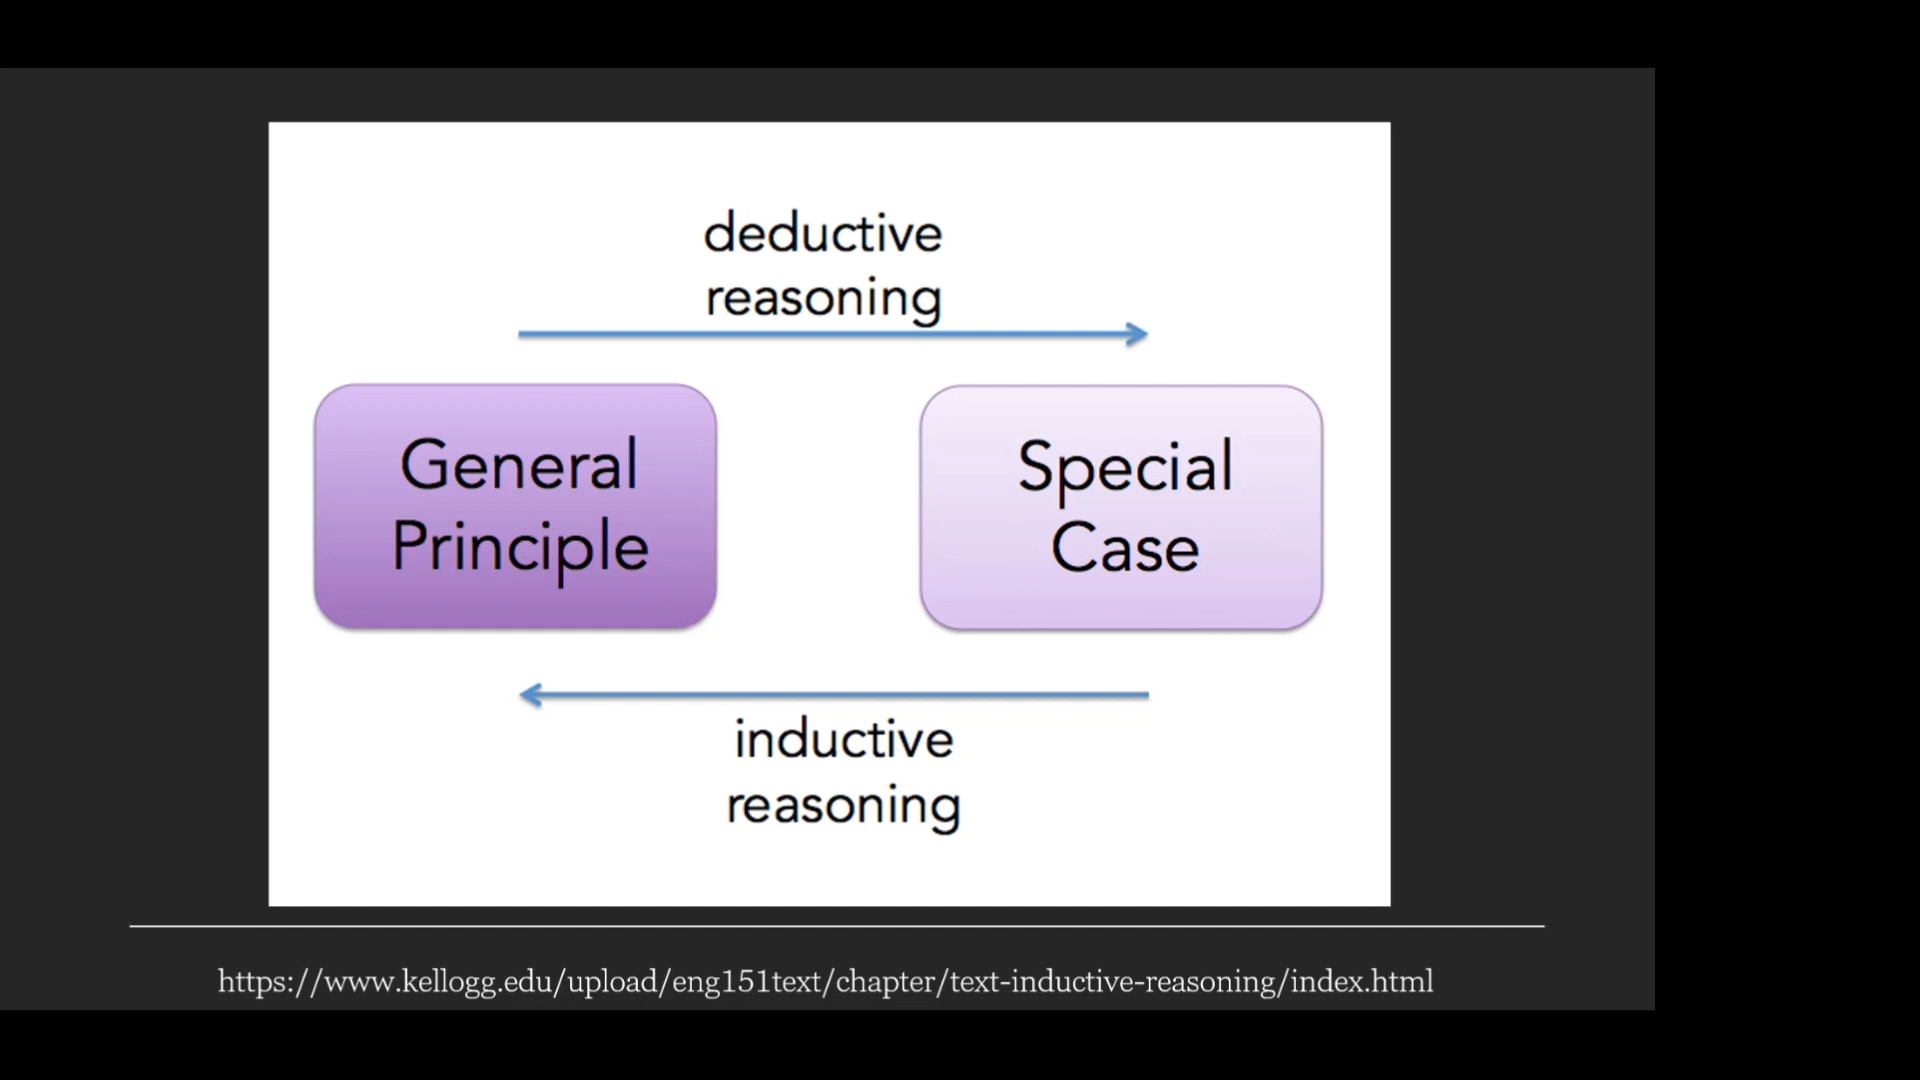 deductive
reasoning
General
Principle
Special
Case
inductive
reasoning
https://www.kellogg.edu/upload/eng151text/chapter/text-inductive-reasoning/index.html